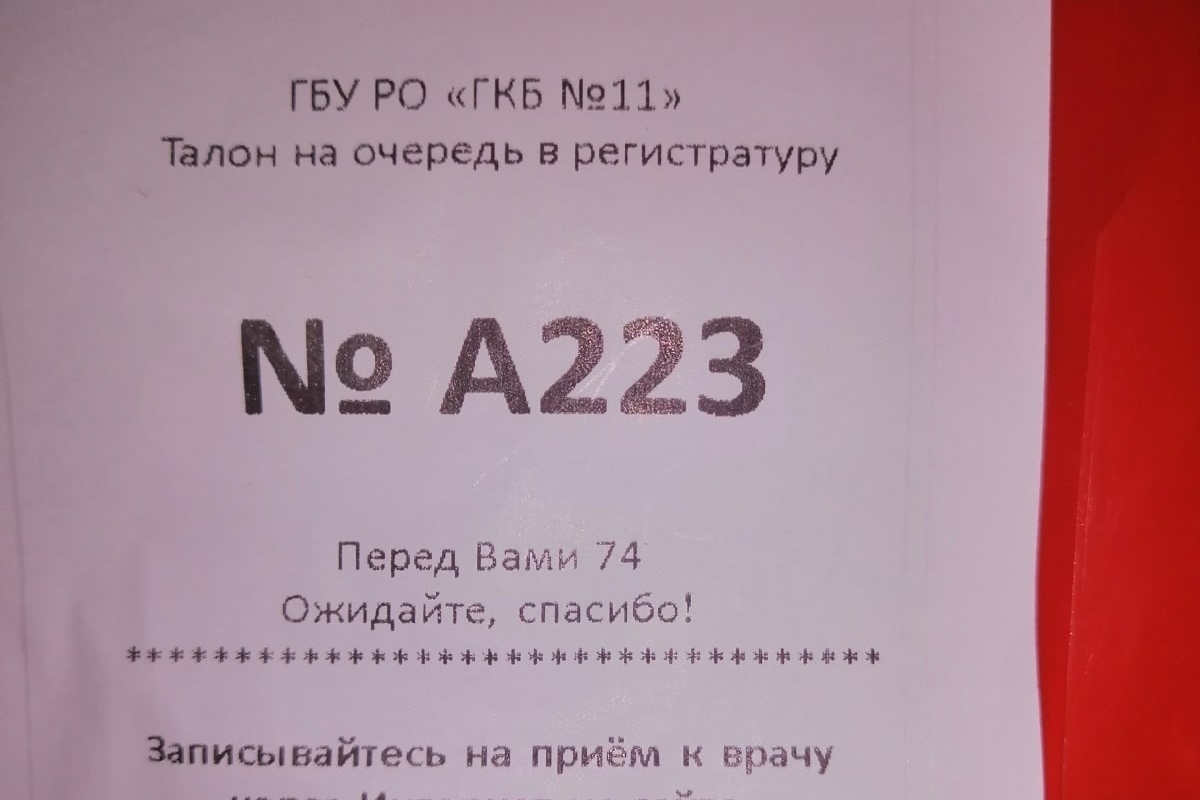 ГБУ РО «ГКБ №11»
Талон на очередь в регистратуру
№ А223
Перед Вами 74
Ожидайте, спасибо!
**********************************
Записывайтесь на приём к врачу